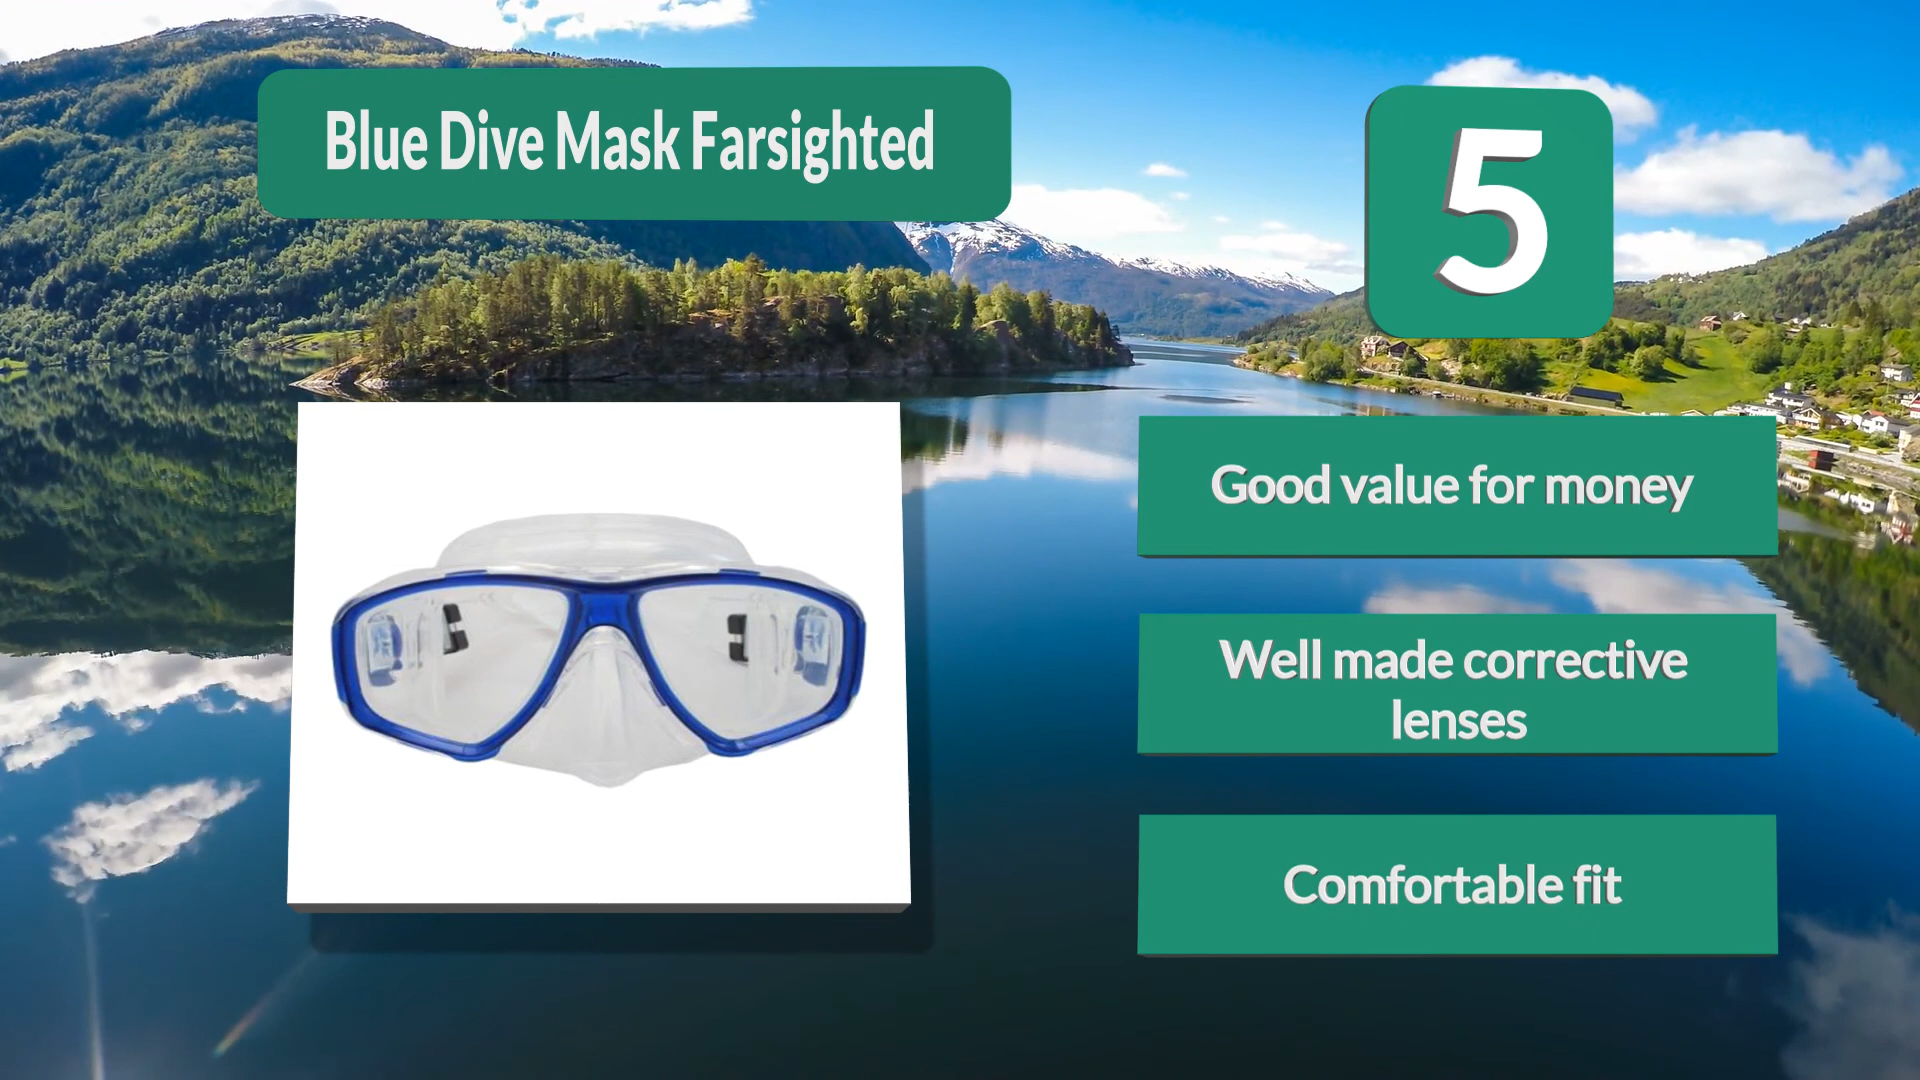 Blue Dive Mask Farsighted
5
Good value for money
Well made corrective
lenses
Comfortable fit